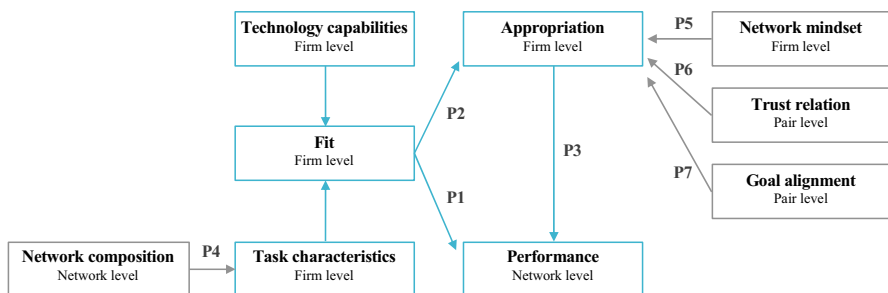 Technology capabilities
Firm level
Appropriation
Firm level
P5
Network mindset
Firm level
P6
Trust relation
Pair level
P2
Fit
Firm level
P3
P7
Goal alignment
Pair level
P1
Network composition
Network level
P4
Task characteristics
Firm level
Performance
Network level